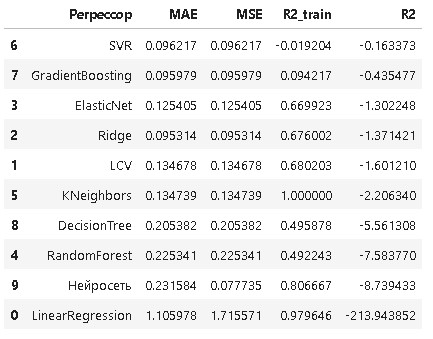 Регрессор MAE MSE R2_train R2
6 SVR 0.096217 0.096217 -0.019204 -0.163373
7 GradientBoosting 0.095979 0.095979 0.094217 -0.435477
3 ElasticNet 0.125405 0.125405 0.669923 -1.302248
2 Ridge 0.095314 0.095314 0.676002 -1.371421
1 LCV 0.134678 0.134678 0.680203 -1.601210
5 KNeighbors 0.134739 0.134739 1.000000 -2.206340
8 DecisionTree 0.205382 0.205382 0.495878 -5.561308
4 RandomForest 0.225341 0.225341 0.492243 -7.583770
9 Нейросеть 0.231584 0.077735 0.806667 -8.739433
0 LinearRegression 1.105978 1.715571 0.979646 -213.943852